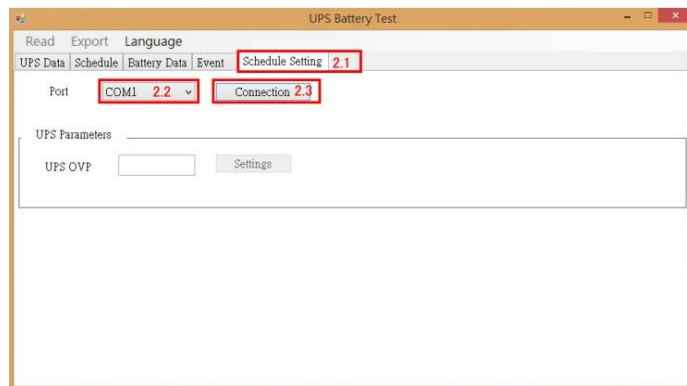 UPS Battery Test
Read Export Language
UPS Data Schedule Battery Data Event Schedule Setting 2.1
Port COM1 2.2 Connection 2.3
UPS Parameters
UPS OVP Settings